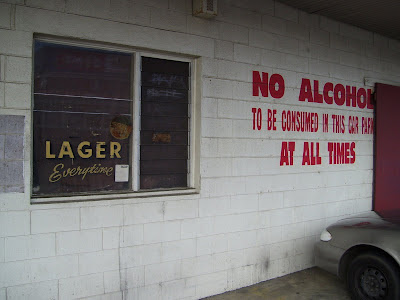 LAGER
Everytime
NO ALCOHOL
TO BE CONSUMED IN THIS CAR PARK
AT ALL TIMES